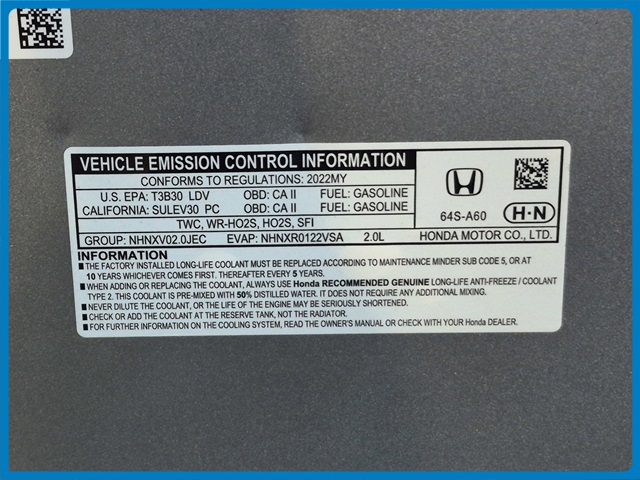 VEHICLE EMISSION CONTROL INFORMATION
CONFORMS TO REGULATIONS: 2022MY
U.S. EPA: T3B30 LDV OBD: CA II FUEL: GASOLINE
CALIFORNIA: SULEV30 PC OBD: CA II FUEL: GASOLINE
TWC, WR-HO2S, HO2S, SFI
GROUP: NHNXV02.0JEC EVAP: NHNXR0122VSA 2.0L
64S-A60
H·N
HONDA MOTOR CO., LTD.
INFORMATION
■ THE FACTORY INSTALLED LONG-LIFE COOLANT MUST BE REPLACED ACCORDING TO MAINTENANCE MINDER SUB CODE 5, OR AT
10 YEARS WHICHEVER COMES FIRST. THEREAFTER EVERY 5 YEARS.
■ WHEN ADDING OR REPLACING COOLANT, ALWAYS USE Honda RECOMMENDED GENUINE LONG-LIFE ANTI-FREEZE / COOLANT
TYPE 2. THIS COOLANT IS PRE-MIXED WITH 50% DISTILLED WATER. IT DOES NOT REQUIRE ANY ADDITIONAL MIXING.
■ NEVER DILUTE THE COOLANT, OR THE LIFE OF THE ENGINE MAY BE SERIOUSLY SHORTENED.
■ CHECK OR ADD COOLANT AT THE RESERVE TANK, NOT THE RADIATOR.
■ FOR FURTHER INFORMATION ON THE COOLING SYSTEM, READ THE OWNER'S MANUAL OR CHECK WITH YOUR Honda DEALER.